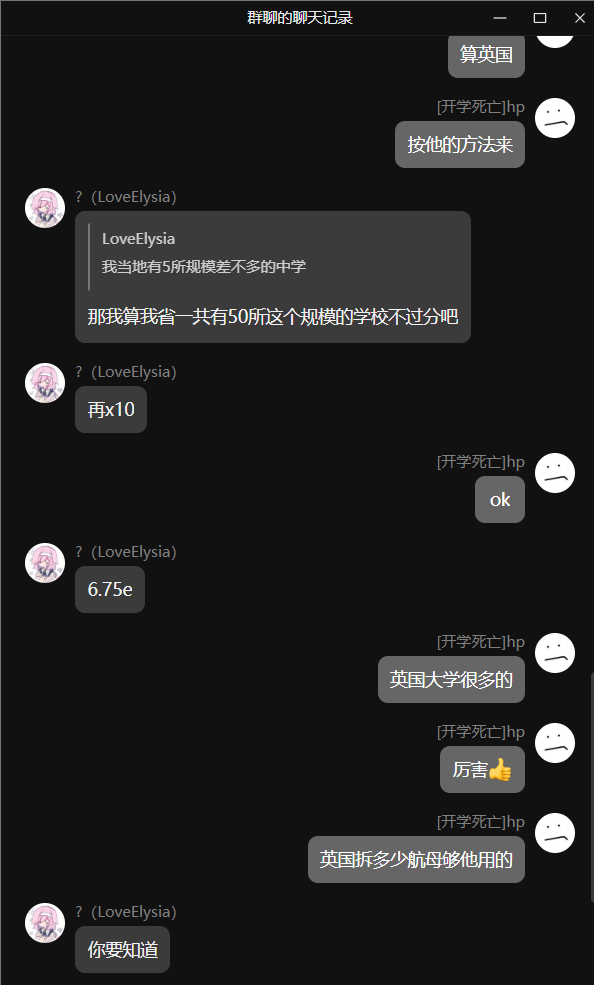 群聊的聊天记录
算英国
[开学死亡]hp
按他的方法来
?（LoveElysia）
LoveElysia
我当地有5所规模差不多的中学
那我算我省一共有50所这个规模的学校不过分吧
?（LoveElysia）
再x10
[开学死亡]hp
ok
?（LoveElysia）
6.75e
[开学死亡]hp
英国大学很多的
[开学死亡]hp
厉害👍
[开学死亡]hp
英国拆多少航母够他用的
?（LoveElysia）
你要知道